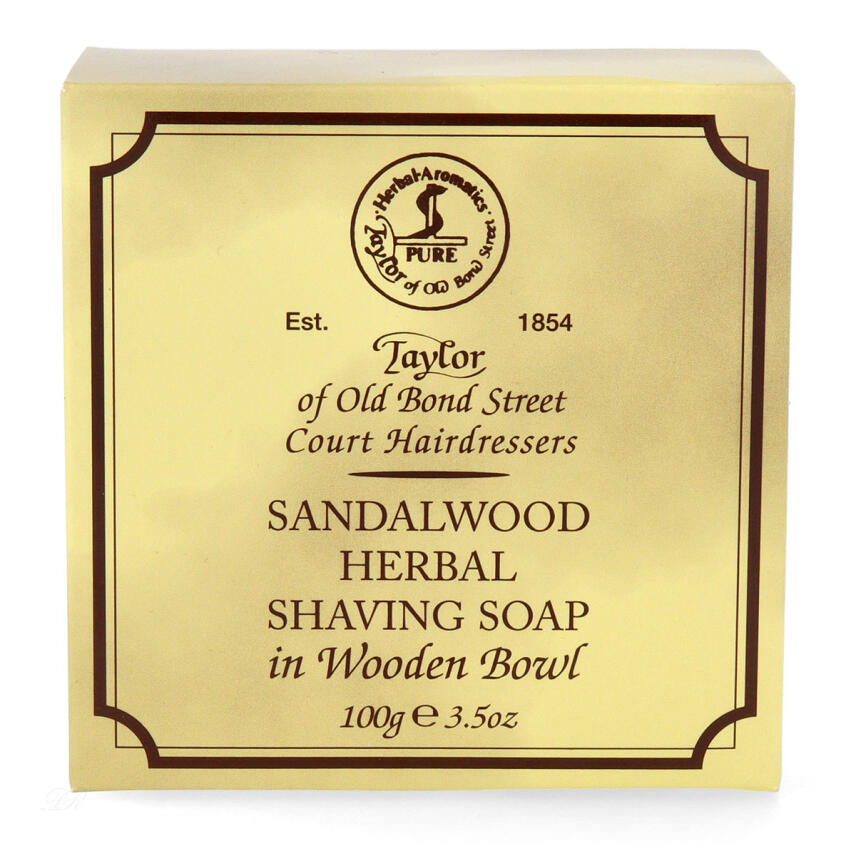 Herbal-Aromatics
PURE
Taylor of Old Bond Street
Est. 1854
Taylor
of Old Bond Street
Court Hairdressers
SANDALWOOD
HERBAL
SHAVING SOAP
in Wooden Bowl
100g ℮ 3.5oz